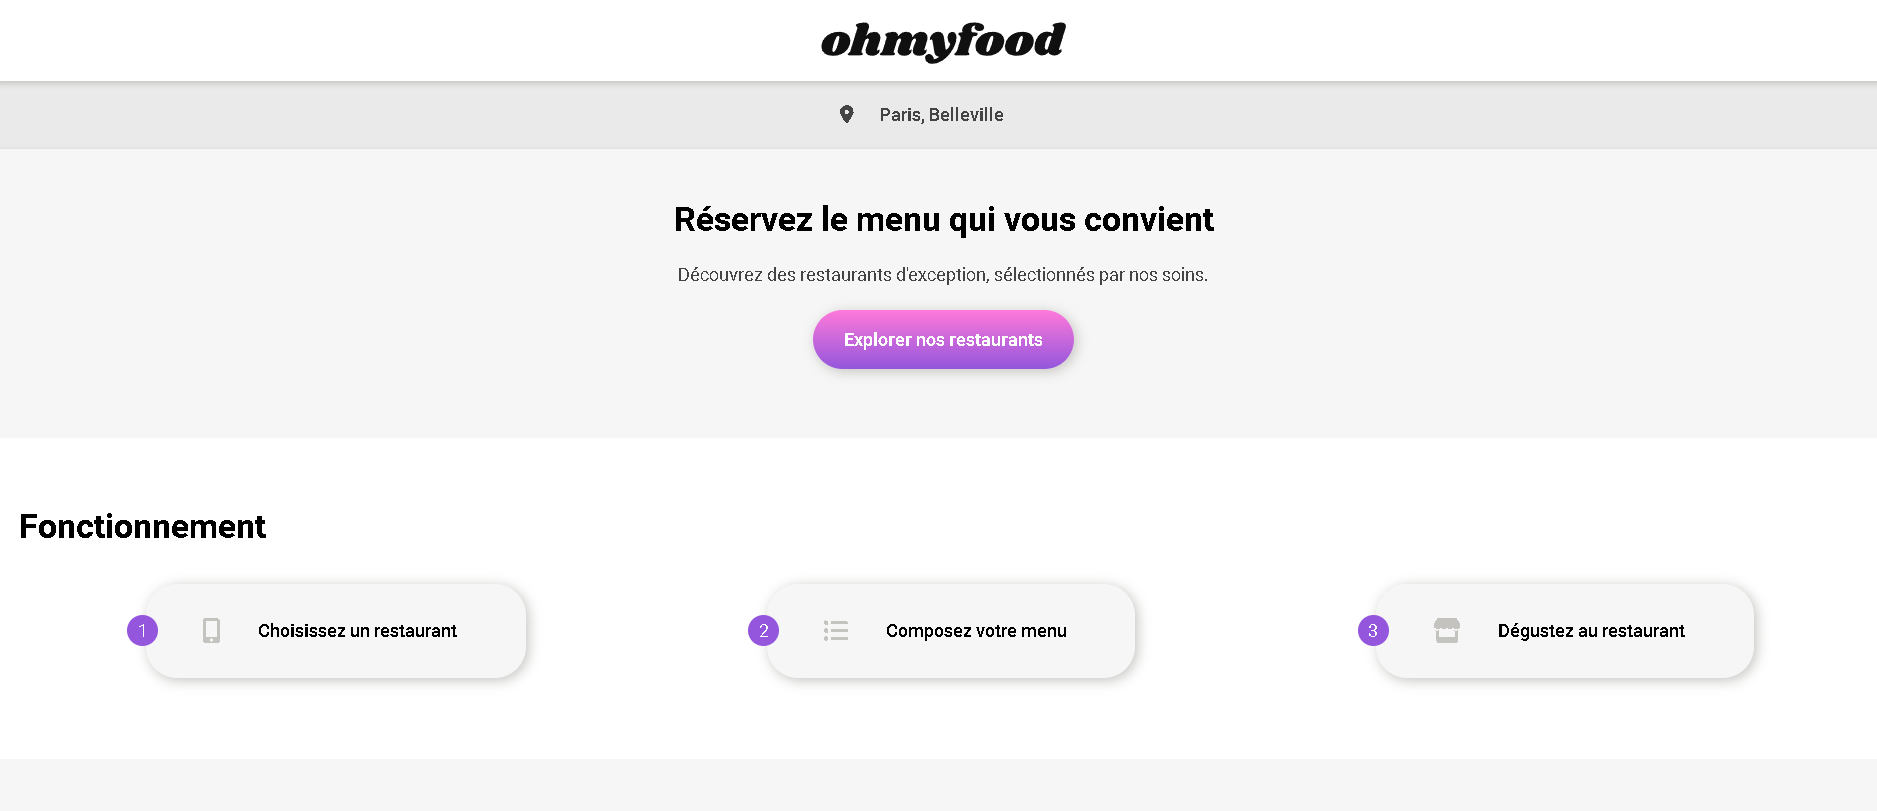 ohmyfood
Paris, Belleville
Réservez le menu qui vous convient
Découvrez des restaurants d'exception, sélectionnés par nos soins.
Explorer nos restaurants
Fonctionnement
1 Choisissez un restaurant
2 Composez votre menu
3 Dégustez au restaurant